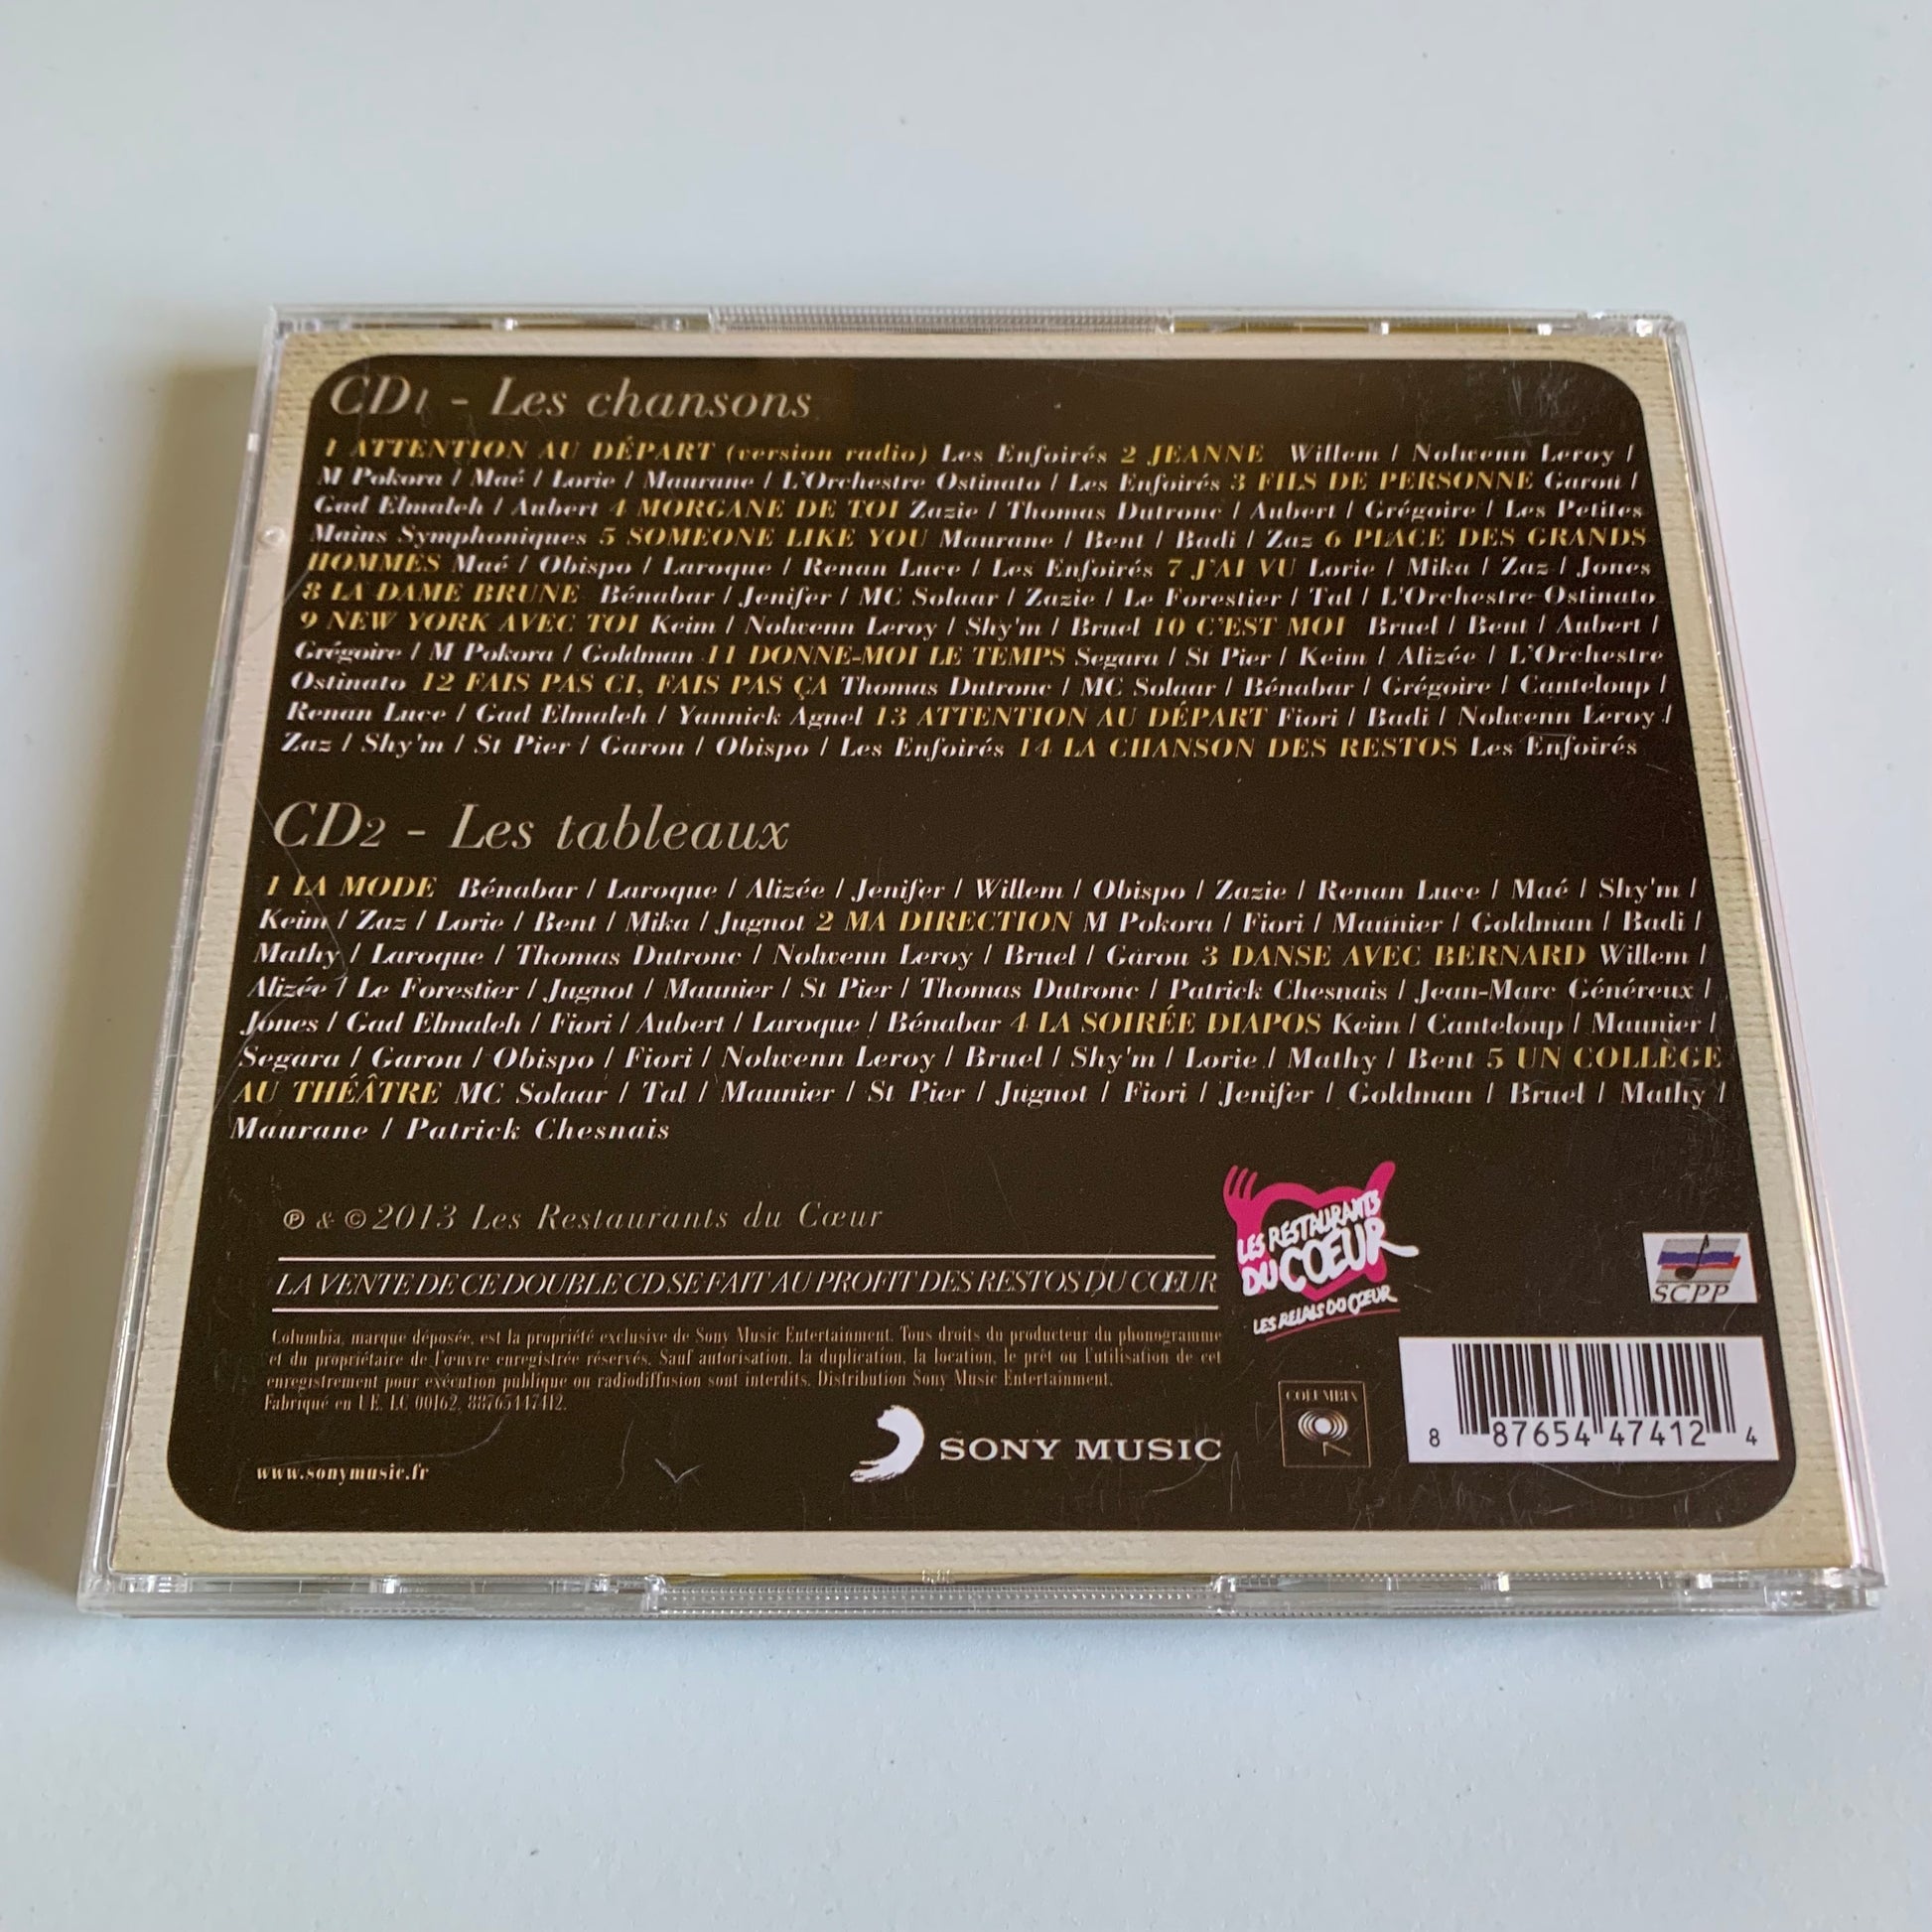 CD1 - Les chansons
1 ATTENTION AU DÉPART (version radio) Les Enfoirés 2 JEANNE Willem / Nolwenn Leroy /
M Pokora / Maé / Lorie / Maurane / L'Orchestre Ostinato / Les Enfoirés 3 FILS DE PERSONNE Garou /
Gad Elmaleh / Aubert 4 MORGANE DE TOI Zazie / Thomas Dutronc / Aubert / Grégoire / Les Petites
Mains Symphoniques 5 SOMEONE LIKE YOU Maurane / Bent / Badi / Zaz 6 PLACE DES GRANDS
HOMMES Maé / Obispo / Laroque / Renan Luce / Les Enfoirés 7 J'AI VU Lorie / Mika / Zaz / Jones
8 LA DAME BRUNE Bénabar / Jenifer / MC Solaar / Zazie / Le Forestier / Tal / L'Orchestre Ostinato
9 NEW YORK AVEC TOI Keim / Nolwenn Leroy / Shy'm / Bruel 10 C'EST MOI Bruel / Bent / Aubert /
Grégoire / M Pokora / Goldman 11 DONNE-MOI LE TEMPS Segara / St Pier / Keim / Alizée / L'Orchestre
Ostinato 12 FAIS PAS CI, FAIS PAS ÇA Thomas Dutronc / MC Solaar / Bénabar / Grégoire / Canteloup /
Renan Luce / Gad Elmaleh / Yannick Agnel 13 ATTENTION AU DÉPART Fiori / Badi / Nolwenn Leroy /
Zaz / Shy'm / St Pier / Garou / Obispo / Les Enfoirés 14 LA CHANSON DES RESTOS Les Enfoirés
CD2 - Les tableaux
1 LA MODE Bénabar / Laroque / Alizée / Jenifer / Willem / Obispo / Zazie / Renan Luce / Maé / Shy'm /
Keim / Zaz / Lorie / Bent / Mika / Jugnot 2 MA DIRECTION M Pokora / Fiori / Maunier / Goldman / Badi /
Mathy / Laroque / Thomas Dutronc / Nolwenn Leroy / Bruel / Garou 3 DANSE AVEC BERNARD Willem /
Alizée / Le Forestier / Jugnot / Maunier / St Pier / Thomas Dutronc / Patrick Chesnais / Jean-Marc Généreux /
Jones / Gad Elmaleh / Fiori / Aubert / Laroque / Bénabar 4 LA SOIRÉE DIAPOS Keim / Canteloup / Maunier /
Segara / Garou / Obispo / Fiori / Nolwenn Leroy / Bruel / Shy'm / Lorie / Mathy / Bent 5 UN COLLÈGE
AU THÉÂTRE MC Solaar / Tal / Maunier / St Pier / Jugnot / Fiori / Jenifer / Goldman / Bruel / Mathy /
Maurane / Patrick Chesnais
℗ & © 2013 Les Restaurants du Cœur
LA VENTE DE CE DOUBLE CD SE FAIT AU PROFIT DES RESTOS DU CŒUR
LES RESTAURANTS
DU CŒUR
LES RELAIS DU CŒUR
SCPP
Columbia, marque déposée, est la propriété exclusive de Sony Music Entertainment. Tous droits du producteur du phonogramme
et du propriétaire de l'œuvre enregistrée réservés. Sauf autorisation, la duplication, la location, le prêt ou l'utilisation de cet
enregistrement pour exécution publique ou radiodiffusion sont interdits. Distribution Sony Music Entertainment.
Fabriqué en UE. LC 00162, 88765447412.
www.sonymusic.fr
SONY MUSIC
COLUMBIA
8 87654 47412 4